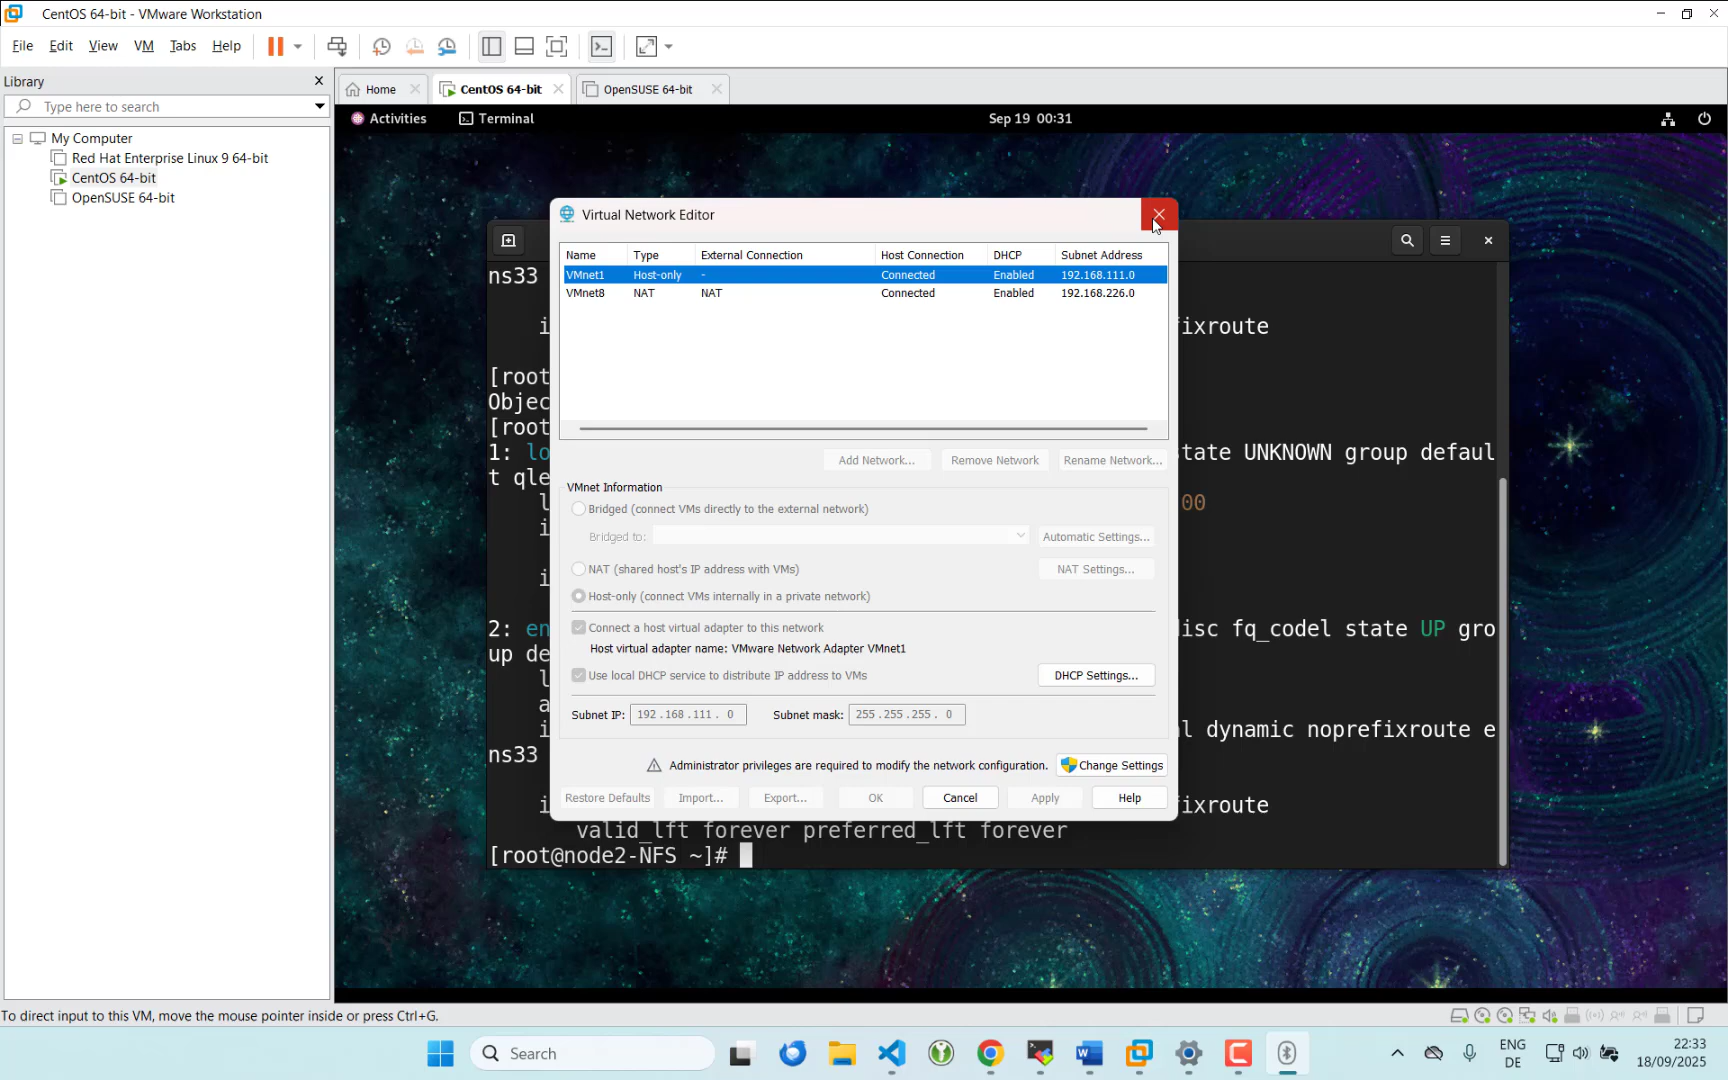 CentOS 64-bit - VMware Workstation
File Edit View VM Tabs Help
Library
Type here to search
My Computer
Red Hat Enterprise Linux 9 64-bit
CentOS 64-bit
OpenSUSE 64-bit
Home CentOS 64-bit OpenSUSE 64-bit
Activities Terminal Sep 19 00:31
Virtual Network Editor
Name Type External Connection Host Connection DHCP Subnet Address
VMnet1 Host-only - Connected Enabled 192.168.111.0
VMnet8 NAT NAT Connected Enabled 192.168.226.0
Add Network... Remove Network Rename Network...
VMnet Information
Bridged (connect VMs directly to the external network)
Bridged to: Automatic Settings...
NAT (shared host's IP address with VMs) NAT Settings...
Host-only (connect VMs internally in a private network)
Connect a host virtual adapter to this network
Host virtual adapter name: VMware Network Adapter VMnet1
Use local DHCP service to distribute IP address to VMs DHCP Settings...
Subnet IP: 192.168.111. 0 Subnet mask: 255.255.255. 0
Administrator privileges are required to modify the network configuration. Change Settings
Restore Defaults Import... Export... OK Cancel Apply Help
ns33
i ixroute
[root
Objec
[root
1: lo tate UNKNOWN group defaul
t qle
l 00
i
i
2: en isc fq_codel state UP gro
up de
l
a
i l dynamic noprefixroute e
ns33
i ixroute
valid_lft forever preferred_lft forever
[root@node2-NFS ~]#
To direct input to this VM, move the mouse pointer inside or press Ctrl+G.
Search
ENG
DE
22:33
18/09/2025